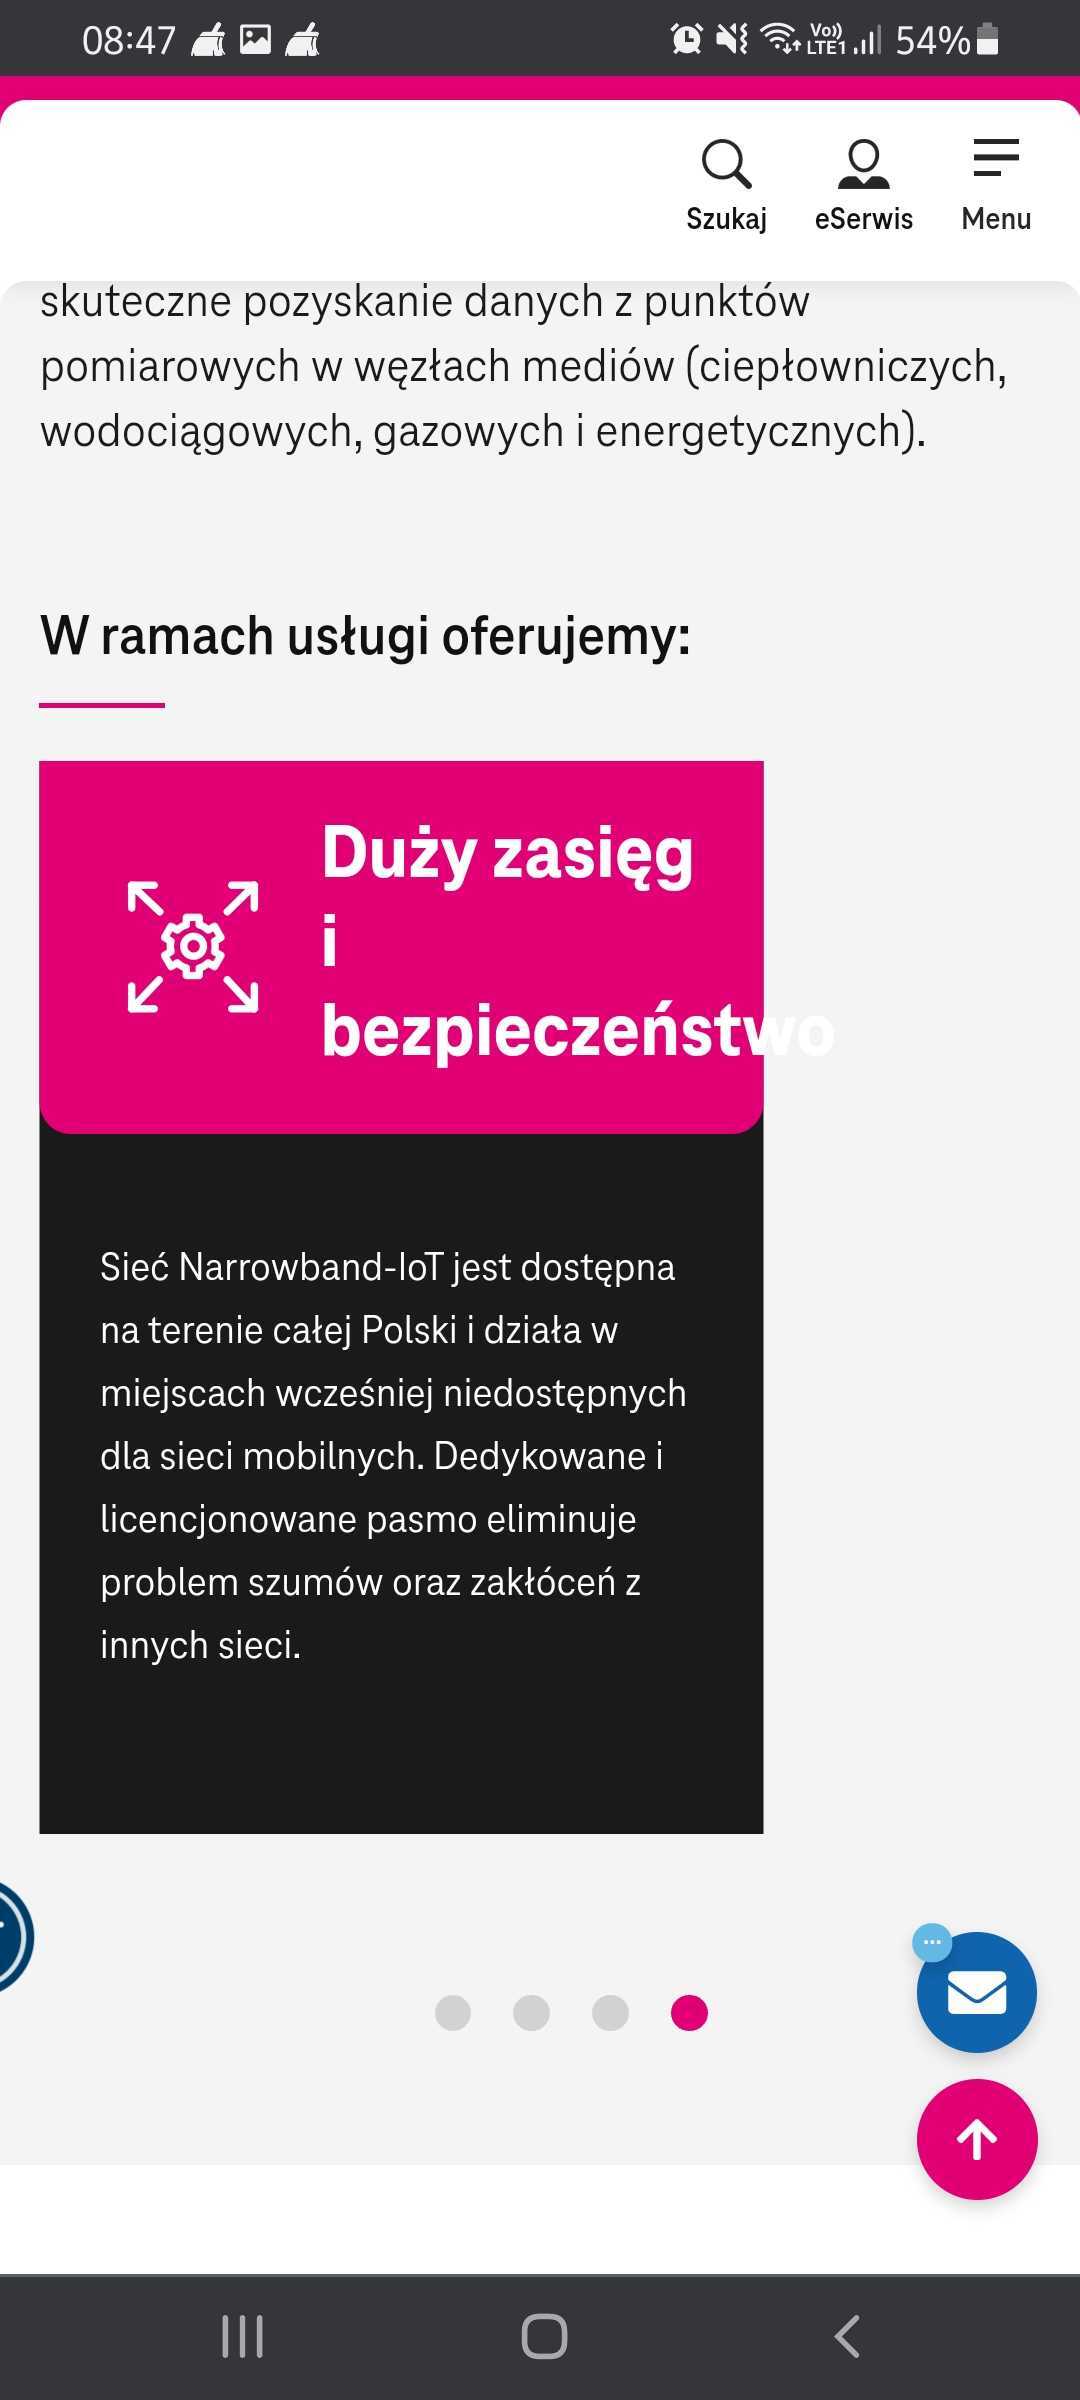 08:47
Vo))
LTE1
54%
Szukaj
eSerwis
Menu
skuteczne pozyskanie danych z punktów
pomiarowych w węzłach mediów (ciepłowniczych,
wodociągowych, gazowych i energetycznych).
W ramach usługi oferujemy:
Duży zasięg
i
bezpieczeństwo
Sieć Narrowband-IoT jest dostępna
na terenie całej Polski i działa w
miejscach wcześniej niedostępnych
dla sieci mobilnych. Dedykowane i
licencjonowane pasmo eliminuje
problem szumów oraz zakłóceń z
innych sieci.